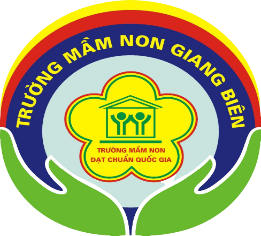 TRƯỜNG MẦM NON GIANG BIÊN
TRƯỜNG MẦM NON
ĐẠT CHUẨN QUỐC GIA